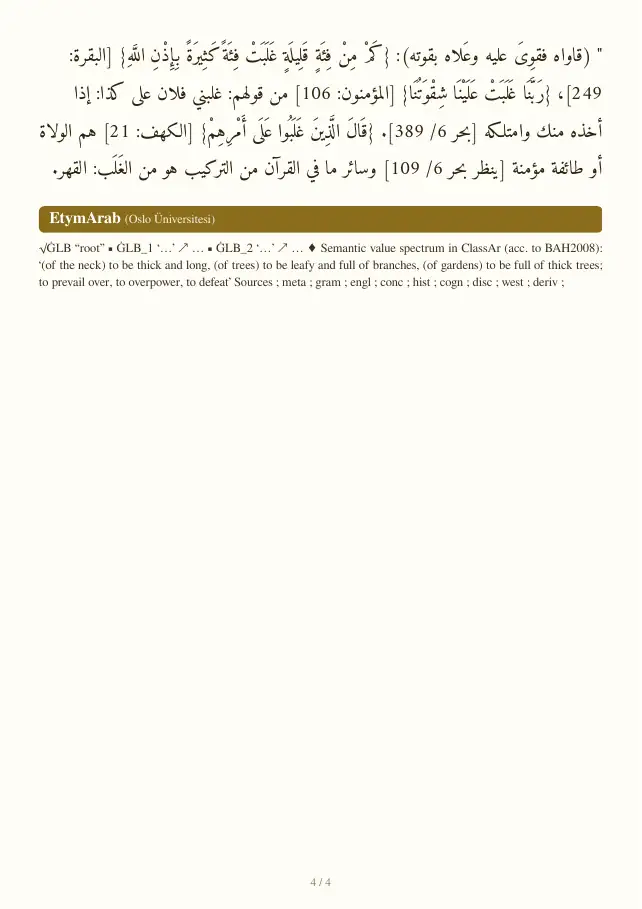 " (قاواه فقوِىَ عليه وعَلاه بقوته): {كَمْ مِنْ فِئَةٍ قَلِيلَةٍ غَلَبَتْ فِئَةً كَثِيرَةً بِإِذْنِ اللَّهِ} [البقرة:
249]، {رَبَّنَا غَلَبَتْ عَلَيْنَا شِقْوَتُنَا} [المؤمنون: 106] من قولهم: غلبني فلان على كذا: إذا
أخذه منك وامتلكه [بحر 6/ 389]. {قَالَ الَّذِينَ غَلَبُوا عَلَى أَمْرِهِمْ} [الكهف: 21] هم الولاة
أو طائفة مؤمنة [ينظر بحر 6/ 109] وسائر ما في القرآن من التركيب هو من الغَلَب: القهر.
EtymArab (Oslo Üniversitesi)
√ĠLB “root” ▪ ĠLB_1 ‘…’ ↗ … ▪ ĠLB_2 ‘…’ ↗ … ♦ Semantic value spectrum in ClassAr (acc. to BAH2008):
‘(of the neck) to be thick and long, (of trees) to be leafy and full of branches, (of gardens) to be full of thick trees;
to prevail over, to overpower, to defeat’ Sources ; meta ; gram ; engl ; conc ; hist ; cogn ; disc ; west ; deriv ;
4 / 4